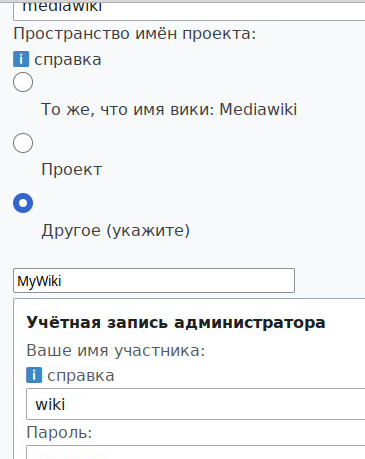 mediawiki
Пространство имён проекта:
справка
То же, что имя вики: Mediawiki
Проект
Другое (укажите)
MyWiki
Учётная запись администратора
Ваше имя участника:
справка
wiki
Пароль: